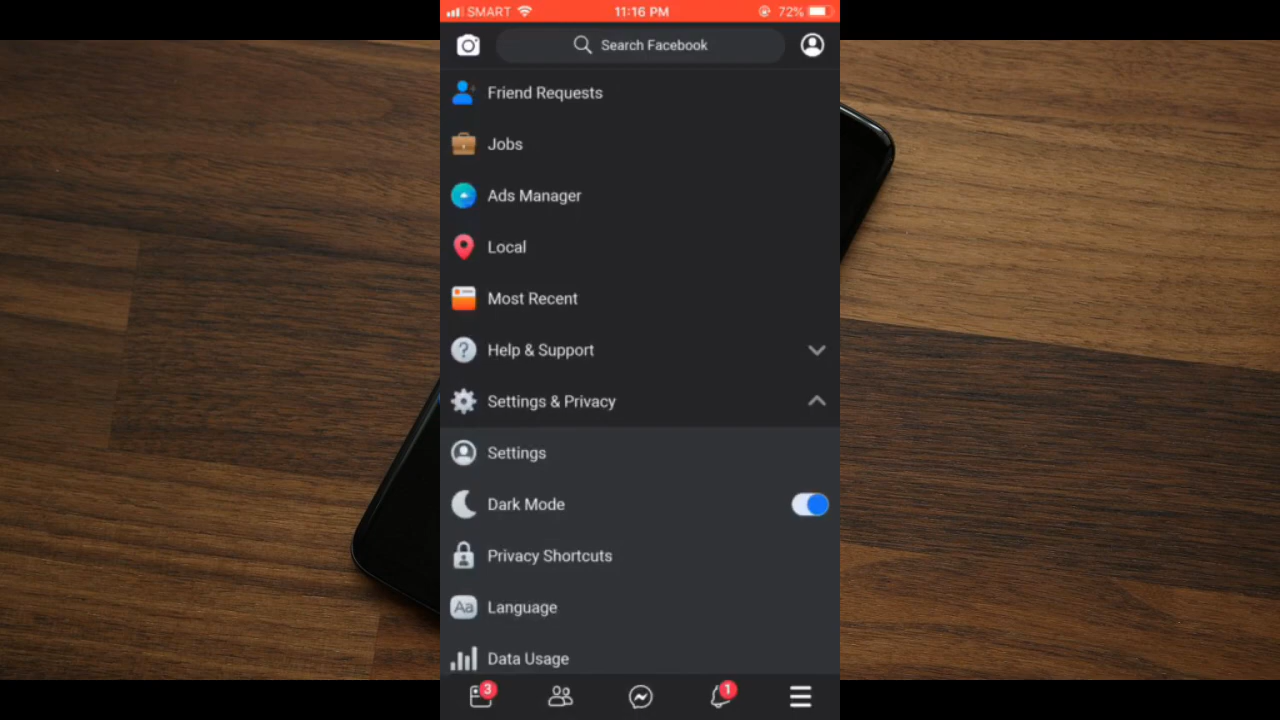 SMART 11:16 PM 72%
Search Facebook
Friend Requests
Jobs
Ads Manager
Local
Most Recent
? Help & Support
Settings & Privacy
Settings
Dark Mode
Privacy Shortcuts
Aa Language
Data Usage
3 1